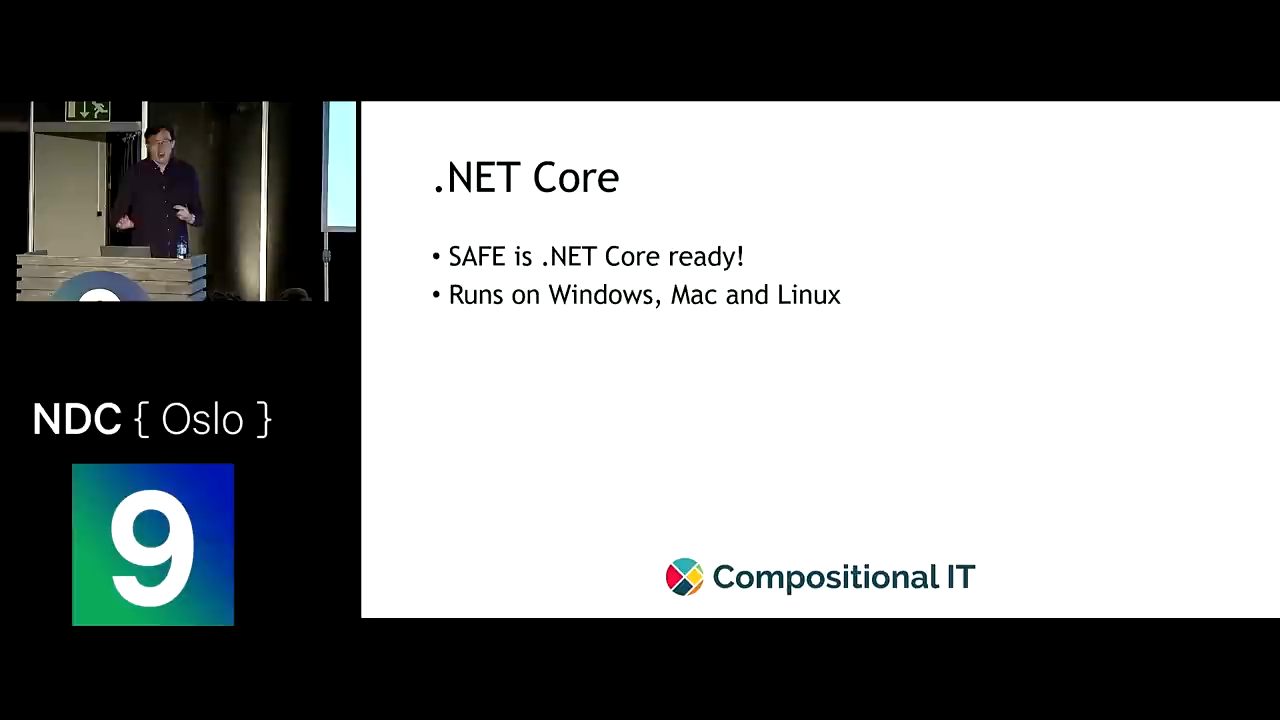 .NET Core
• SAFE is .NET Core ready!
• Runs on Windows, Mac and Linux
NDC { Oslo }
9
Compositional IT